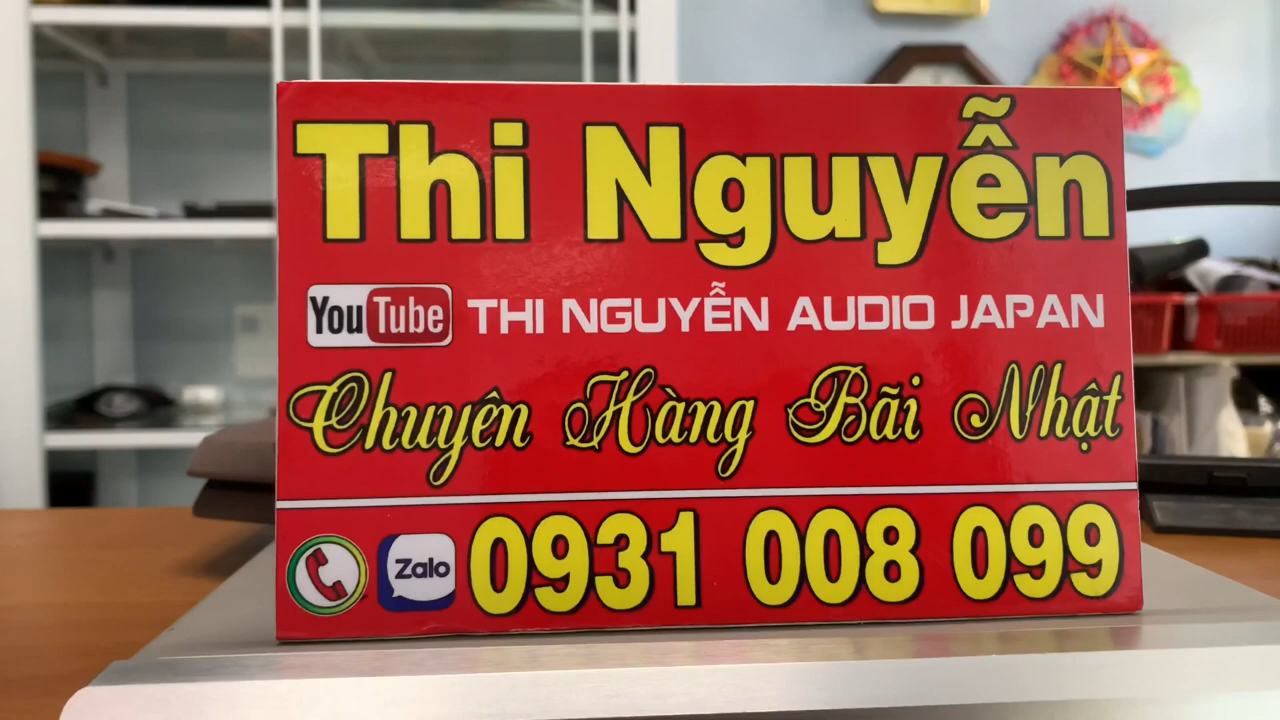 Thi Nguyễn
YouTube THI NGUYỄN AUDIO JAPAN
Chuyên Hàng Bãi Nhật
Zalo 0931 008 099